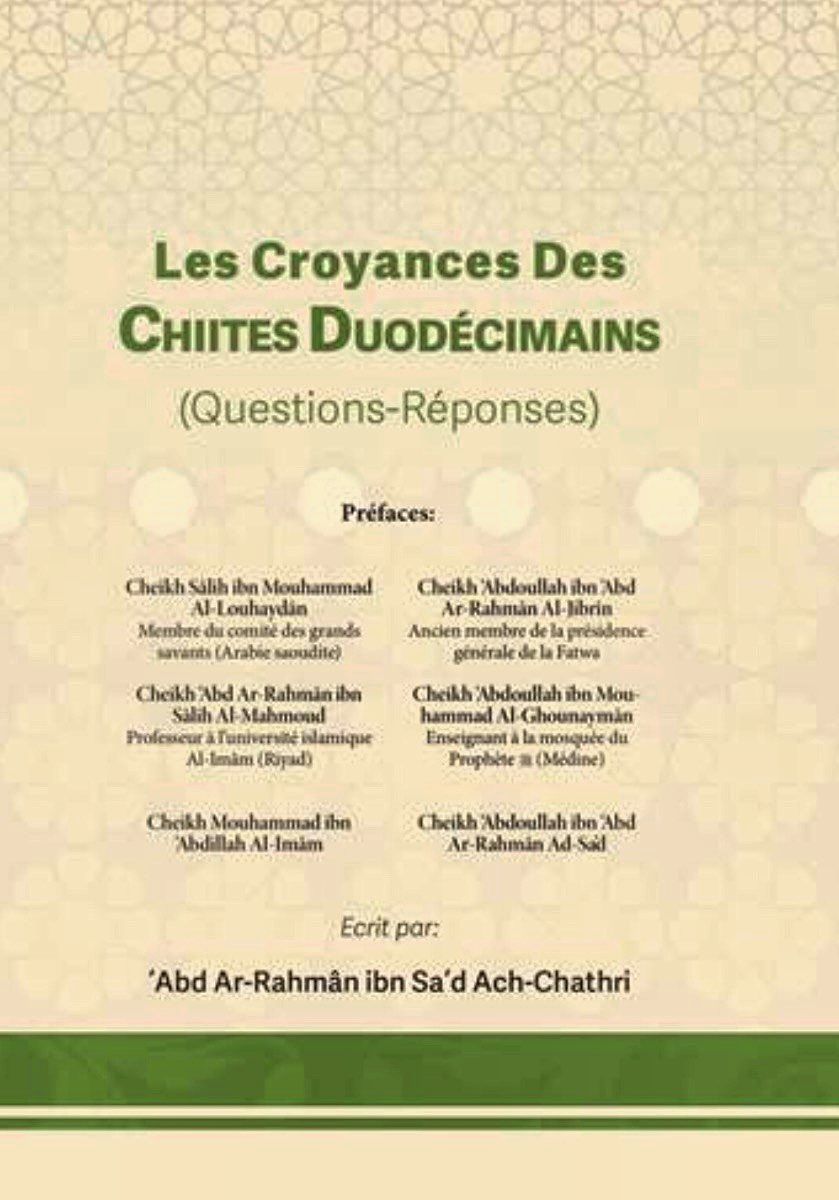 Les Croyances Des
CHIITES DUODÉCIMAINS
(Questions-Réponses)
Préfaces:
Cheikh Sâlih ibn Mouhammad
Al-Louhaydân
Membre du comité des grands
savants (Arabie saoudite)
Cheikh 'Abdoullah ibn 'Abd
Ar-Rahmân Al-Jibrîn
Ancien membre de la présidence
générale de la Fatwa
Cheikh 'Abd Ar-Rahmân ibn
Sâlih Al-Mahmoud
Professeur à l'université islamique
Al-Imâm (Riyad)
Cheikh 'Abdoullah ibn Mou-
hammad Al-Ghounaymân
Enseignant à la mosquée du
Prophète ﷺ (Médine)
Cheikh Mouhammad ibn
'Abdillah Al-Imâm
Cheikh 'Abdoullah ibn 'Abd
Ar-Rahmân Ad-Sa'd
Ecrit par:
'Abd Ar-Rahmân ibn Sa'd Ach-Chathri